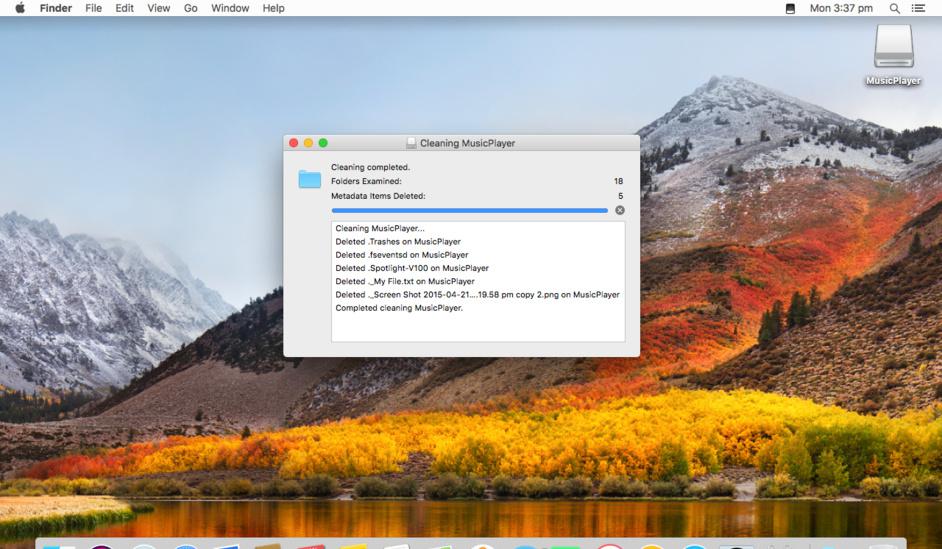 Finder File Edit View Go Window Help Mon 3:37 pm
MusicPlayer
Cleaning MusicPlayer
Cleaning completed.
Folders Examined: 18
Metadata Items Deleted: 5
Cleaning MusicPlayer...
Deleted .Trashes on MusicPlayer
Deleted .fseventsd on MusicPlayer
Deleted .Spotlight-V100 on MusicPlayer
Deleted ._My File.txt on MusicPlayer
Deleted ._Screen Shot 2015-04-21....19.58 pm copy 2.png on MusicPlayer
Completed cleaning MusicPlayer.